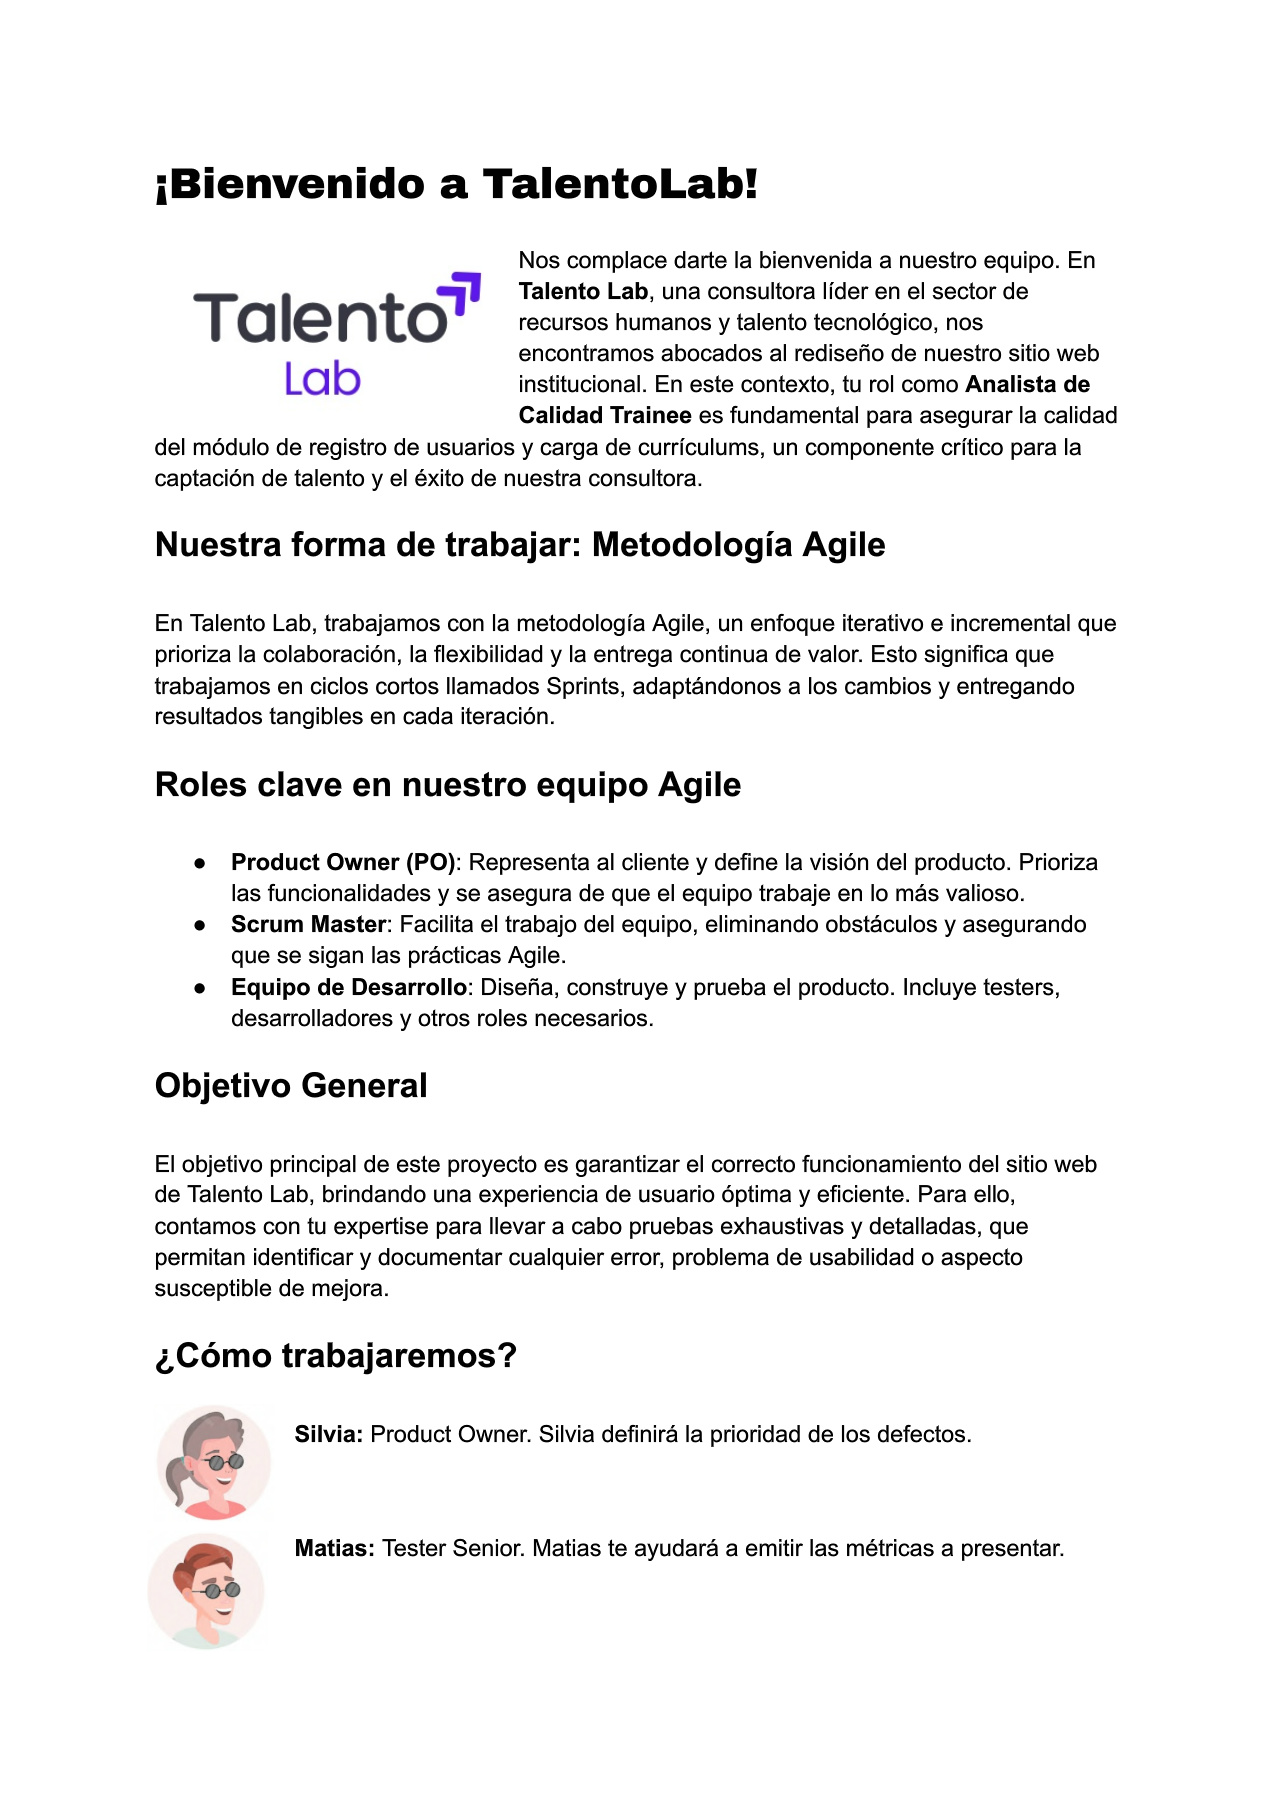 ¡Bienvenido a TalentoLab!
Talento
Lab
Nos complace darte la bienvenida a nuestro equipo. En
Talento Lab, una consultora líder en el sector de
recursos humanos y talento tecnológico, nos
encontramos abocados al rediseño de nuestro sitio web
institucional. En este contexto, tu rol como Analista de
Calidad Trainee es fundamental para asegurar la calidad
del módulo de registro de usuarios y carga de currículums, un componente crítico para la
captación de talento y el éxito de nuestra consultora.
Nuestra forma de trabajar: Metodología Agile
En Talento Lab, trabajamos con la metodología Agile, un enfoque iterativo e incremental que
prioriza la colaboración, la flexibilidad y la entrega continua de valor. Esto significa que
trabajamos en ciclos cortos llamados Sprints, adaptándonos a los cambios y entregando
resultados tangibles en cada iteración.
Roles clave en nuestro equipo Agile
● Product Owner (PO): Representa al cliente y define la visión del producto. Prioriza
las funcionalidades y se asegura de que el equipo trabaje en lo más valioso.
● Scrum Master: Facilita el trabajo del equipo, eliminando obstáculos y asegurando
que se sigan las prácticas Agile.
● Equipo de Desarrollo: Diseña, construye y prueba el producto. Incluye testers,
desarrolladores y otros roles necesarios.
Objetivo General
El objetivo principal de este proyecto es garantizar el correcto funcionamiento del sitio web
de Talento Lab, brindando una experiencia de usuario óptima y eficiente. Para ello,
contamos con tu expertise para llevar a cabo pruebas exhaustivas y detalladas, que
permitan identificar y documentar cualquier error, problema de usabilidad o aspecto
susceptible de mejora.
¿Cómo trabajaremos?
Silvia: Product Owner. Silvia definirá la prioridad de los defectos.
Matias: Tester Senior. Matias te ayudará a emitir las métricas a presentar.